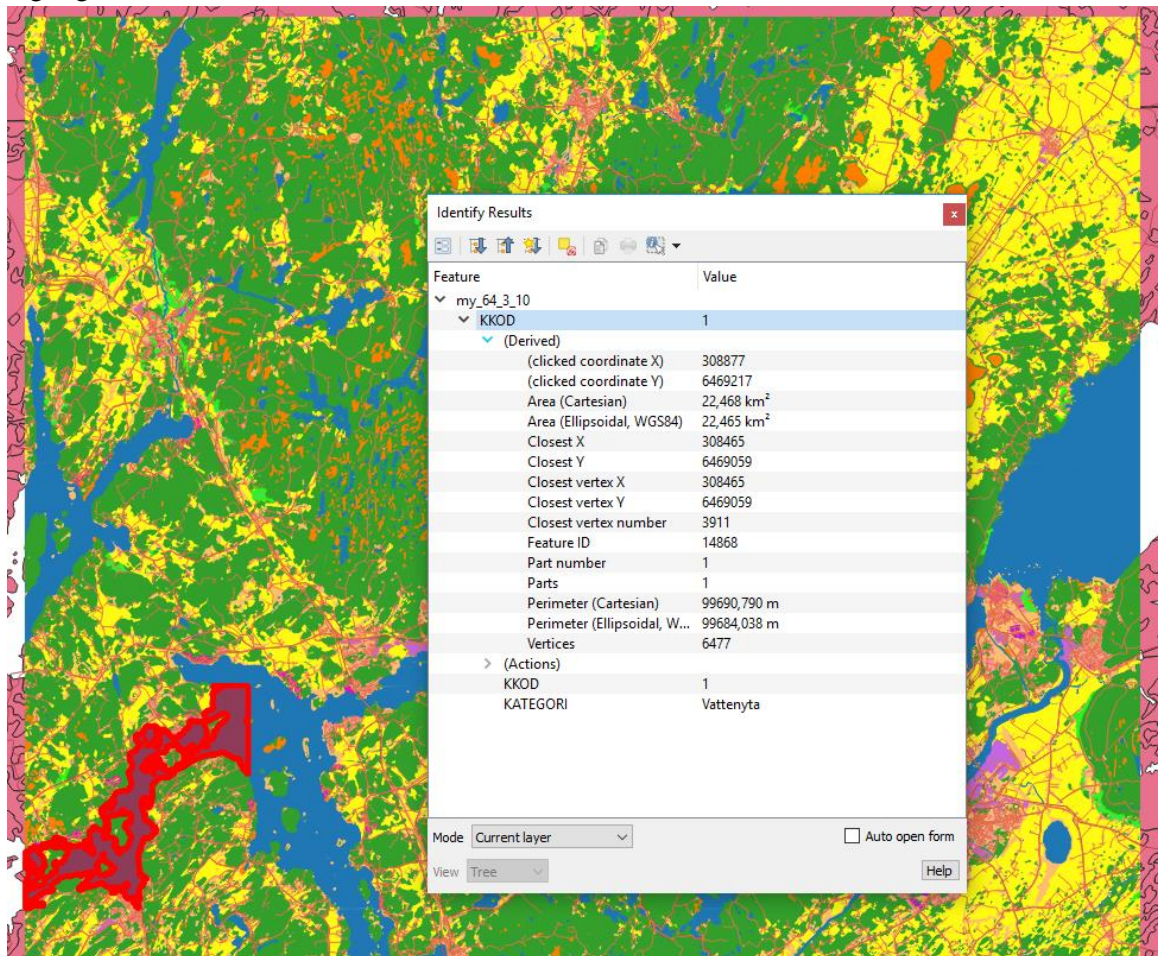 Identify Results
x
Feature Value
my_64_3_10
KKOD 1
(Derived)
(clicked coordinate X) 308877
(clicked coordinate Y) 6469217
Area (Cartesian) 22,468 km²
Area (Ellipsoidal, WGS84) 22,465 km²
Closest X 308465
Closest Y 6469059
Closest vertex X 308465
Closest vertex Y 6469059
Closest vertex number 3911
Feature ID 14868
Part number 1
Parts 1
Perimeter (Cartesian) 99690,790 m
Perimeter (Ellipsoidal, W... 99684,038 m
Vertices 6477
(Actions)
KKOD 1
KATEGORI Vattenyta
Mode Current layer Auto open form
View Tree Help